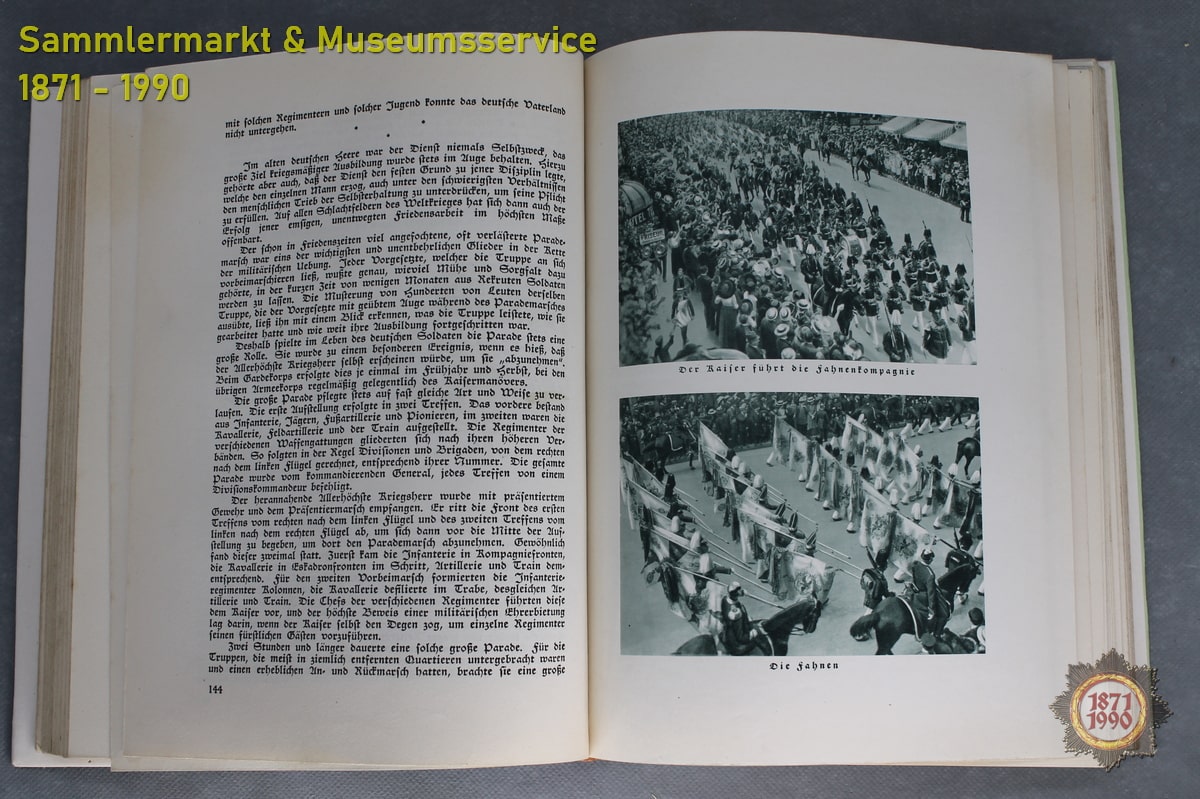 Sammlermarkt & Museumsservice
1871 - 1990
mit solchen Regimentern und solcher Jugend konnte das deutsche Vaterland
nicht untergehen.
* * *
Im alten deutschen Heere war der Dienst niemals Selbstzweck, das
große Ziel kriegsmäßiger Ausbildung wurde stets im Auge behalten. Hierzu
gehörte aber auch, daß der Dienst den festen Grund zu jener Disziplin legte,
welche den einzelnen Mann erzog, auch unter den schwierigsten Verhältnissen
den menschlichen Trieb der Selbsterhaltung zu unterdrücken, um seine Pflicht
zu erfüllen. Auf allen Schlachtfeldern des Weltkrieges hat sich dann auch der
Erfolg jener emsigen, unentwegten Friedensarbeit im höchsten Maße
offenbart.
Der schon in Friedenszeiten viel angefochtene, oft verlästerte Parade-
marsch war eins der wichtigsten und unentbehrlichen Glieder in der Kette
der militärischen Uebung. Jeder Vorgesetzte, welcher die Truppe an sich
vorbeimarschieren ließ, wußte genau, wieviel Mühe und Sorgfalt dazu
gehörte, in der kurzen Zeit von wenigen Monaten aus Rekruten Soldaten
werden zu lassen. Die Musterung von Hunderten von Leuten derselben
Truppe, die der Vorgesetzte mit geübtem Auge während des Parademarsches
ausübte, ließ ihn mit einem Blick erkennen, was die Truppe leistete, wie sie
gearbeitet hatte und wie weit ihre Ausbildung fortgeschritten war.
Deshalb spielte im Leben des deutschen Soldaten die Parade stets eine
große Rolle. Sie wurde zu einem besonderen Ereignis, wenn es hieß, daß
der Allerhöchste Kriegsherr selbst erscheinen würde, um sie „abzunehmen“.
Beim Gardekorps erfolgte dies je einmal im Frühjahr und Herbst, bei den
übrigen Armeekorps regelmäßig gelegentlich des Kaisermanövers.
Die große Parade pflegte stets auf fast gleiche Art und Weise zu ver-
laufen. Die erste Aufstellung erfolgte in zwei Treffen. Das vordere bestand
aus Infanterie, Jägern, Fußartillerie und Pionieren, im zweiten waren die
Kavallerie, Feldartillerie und der Train aufgestellt. Die Regimenter der
verschiedenen Waffengattungen gliederten sich nach ihren höheren Ver-
bänden. So folgten in der Regel Divisionen und Brigaden, von dem rechten
nach dem linken Flügel gerechnet, entsprechend ihrer Nummer. Die gesamte
Parade wurde vom kommandierenden General, jedes Treffen von einem
Divisionskommandeur befehligt.
Der herannahende Allerhöchste Kriegsherr wurde mit präsentiertem
Gewehr und dem Präsentiermarsch empfangen. Er ritt die Front des ersten
Treffens vom rechten nach dem linken Flügel und des zweiten Treffens vom
linken nach dem rechten Flügel ab, um sich dann vor die Mitte der Auf-
stellung zu begeben, um dort den Parademarsch abzunehmen. Gewöhnlich
fand dieser zweimal statt. Zuerst kam die Infanterie in Kompagniefronten,
die Kavallerie in Eskadronfronten im Schritt, Artillerie und Train dem-
entsprechend. Für den zweiten Vorbeimarsch formierten die Infanterie-
regimenter Kolonnen, die Kavallerie defilierte im Trabe, desgleichen Ar-
tillerie und Train. Die Chefs der verschiedenen Regimenter führten diese
dem Kaiser vor, und der höchste Beweis einer militärischen Ehrerbietung
lag darin, wenn der Kaiser selbst den Degen zog, um einzelne Regimenter
seinen fürstlichen Gästen vorzuführen.
Zwei Stunden und länger dauerte eine solche große Parade. Für die
Truppen, die meist in ziemlich entfernten Quartieren untergebracht waren
und einen erheblichen An- und Rückmarsch hatten, brachte sie eine große
144
Der Kaiser führt die Fahnenkompagnie
Die Fahnen
1871
1990